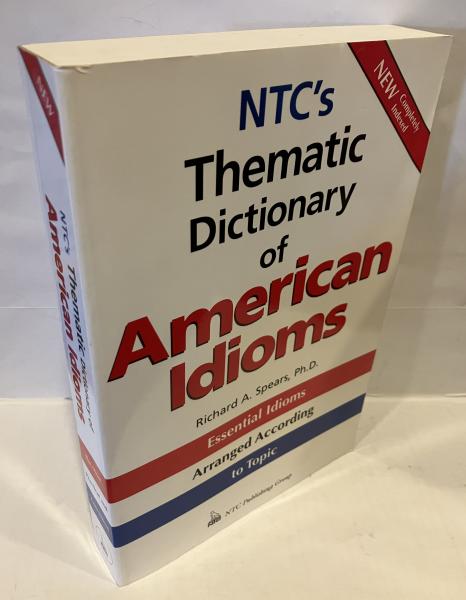 NTC's
Thematic
Dictionary
of
American
Idioms
Richard A. Spears, Ph.D.
Essential Idioms
Arranged According
to Topic
NTC Publishing Group
NEW Completely
Indexed
NEW
NTC's Thematic Dictionary of
American Idioms